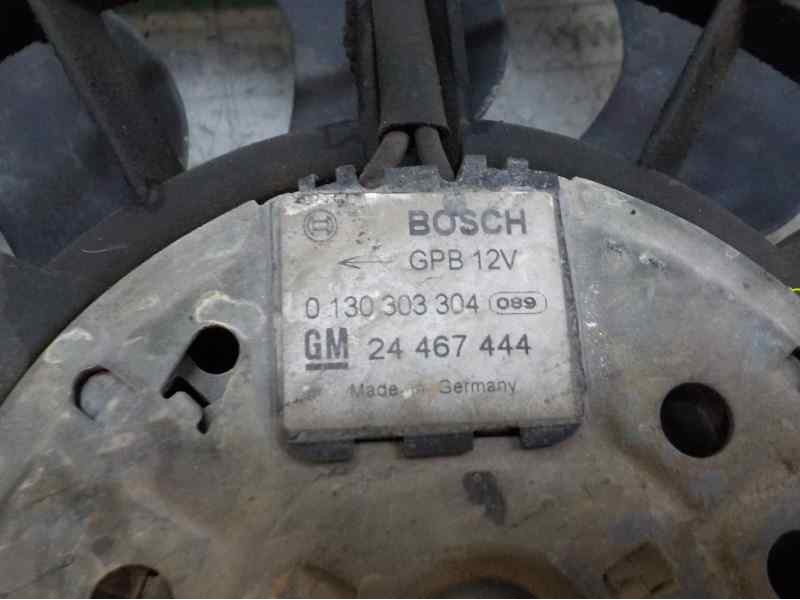 BOSCH
GPB 12V
0 130 303 304 089
GM 24 467 444
Made in Germany